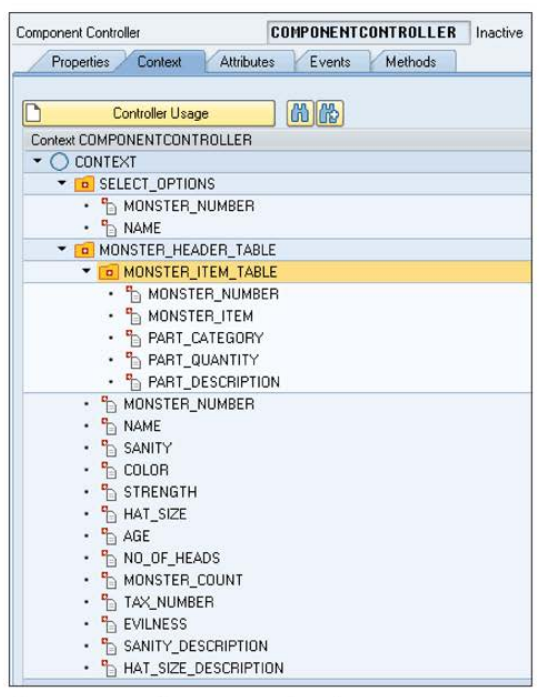 Component Controller COMPONENTCONTROLLER Inactive
Properties Context Attributes Events Methods
Controller Usage
Context COMPONENTCONTROLLER
CONTEXT
SELECT_OPTIONS
MONSTER_NUMBER
NAME
MONSTER_HEADER_TABLE
MONSTER_ITEM_TABLE
MONSTER_NUMBER
MONSTER_ITEM
PART_CATEGORY
PART_QUANTITY
PART_DESCRIPTION
MONSTER_NUMBER
NAME
SANITY
COLOR
STRENGTH
HAT_SIZE
AGE
NO_OF_HEADS
MONSTER_COUNT
TAX_NUMBER
EVILNESS
SANITY_DESCRIPTION
HAT_SIZE_DESCRIPTION